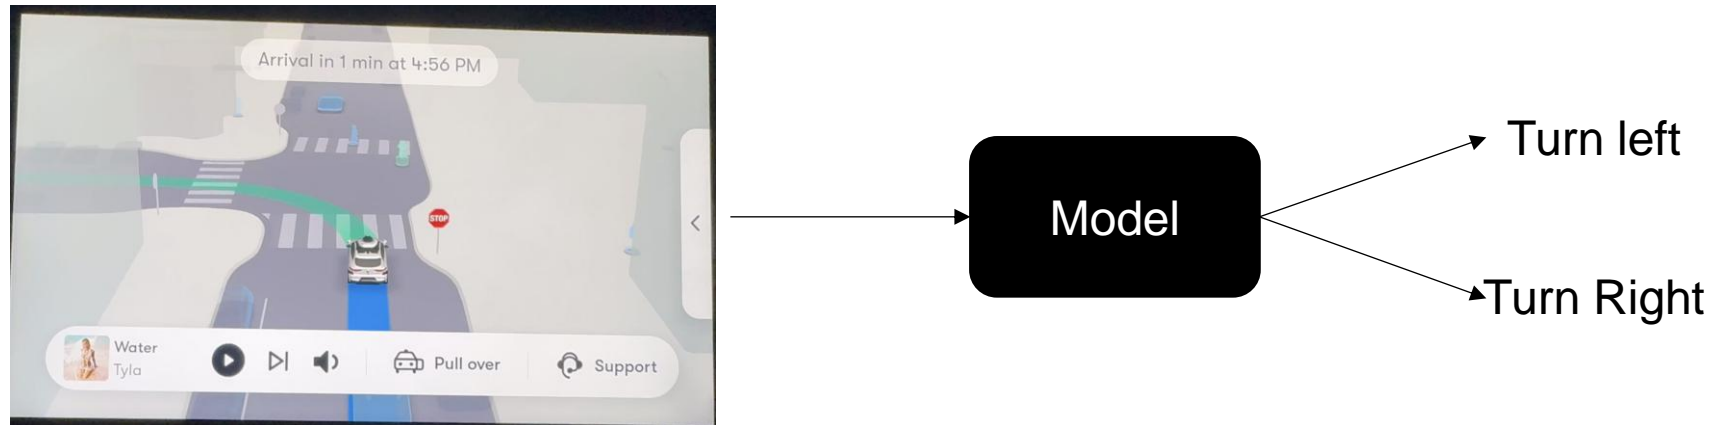 Arrival in 1 min at 4:56 PM
STOP
Water
Tyla
Pull over
Support
Model
Turn left
Turn Right